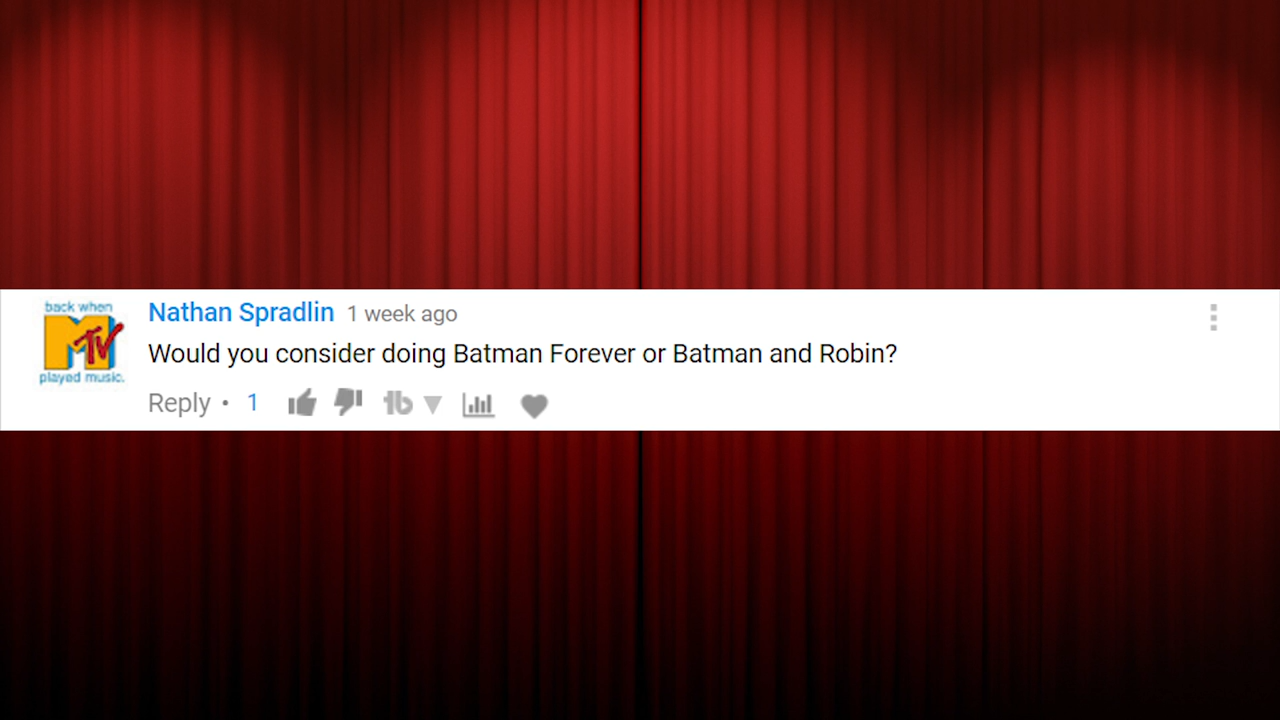 back when
MTV
played music.
Nathan Spradlin 1 week ago
Would you consider doing Batman Forever or Batman and Robin?
Reply • 1